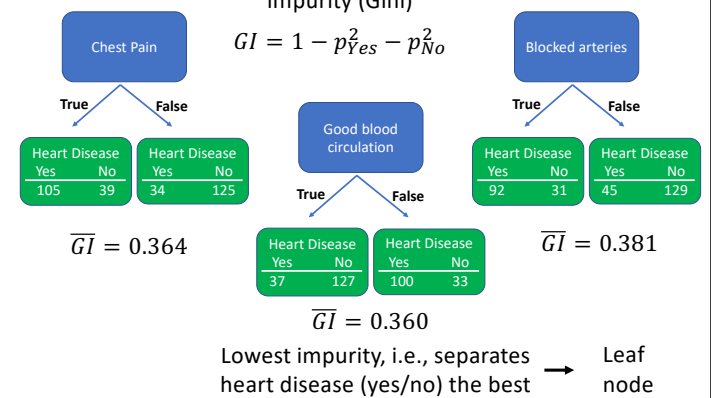 impurity (Gini)
GI = 1 − p²Yes − p²No
Chest Pain
True
False
Heart Disease
Yes No
105 39
Heart Disease
Yes No
34 125
G̅I̅ = 0.364
Good blood
circulation
True
False
Heart Disease
Yes No
37 127
Heart Disease
Yes No
100 33
G̅I̅ = 0.360
Blocked arteries
True
False
Heart Disease
Yes No
92 31
Heart Disease
Yes No
45 129
G̅I̅ = 0.381
Lowest impurity, i.e., separates
heart disease (yes/no) the best
→
Leaf
node